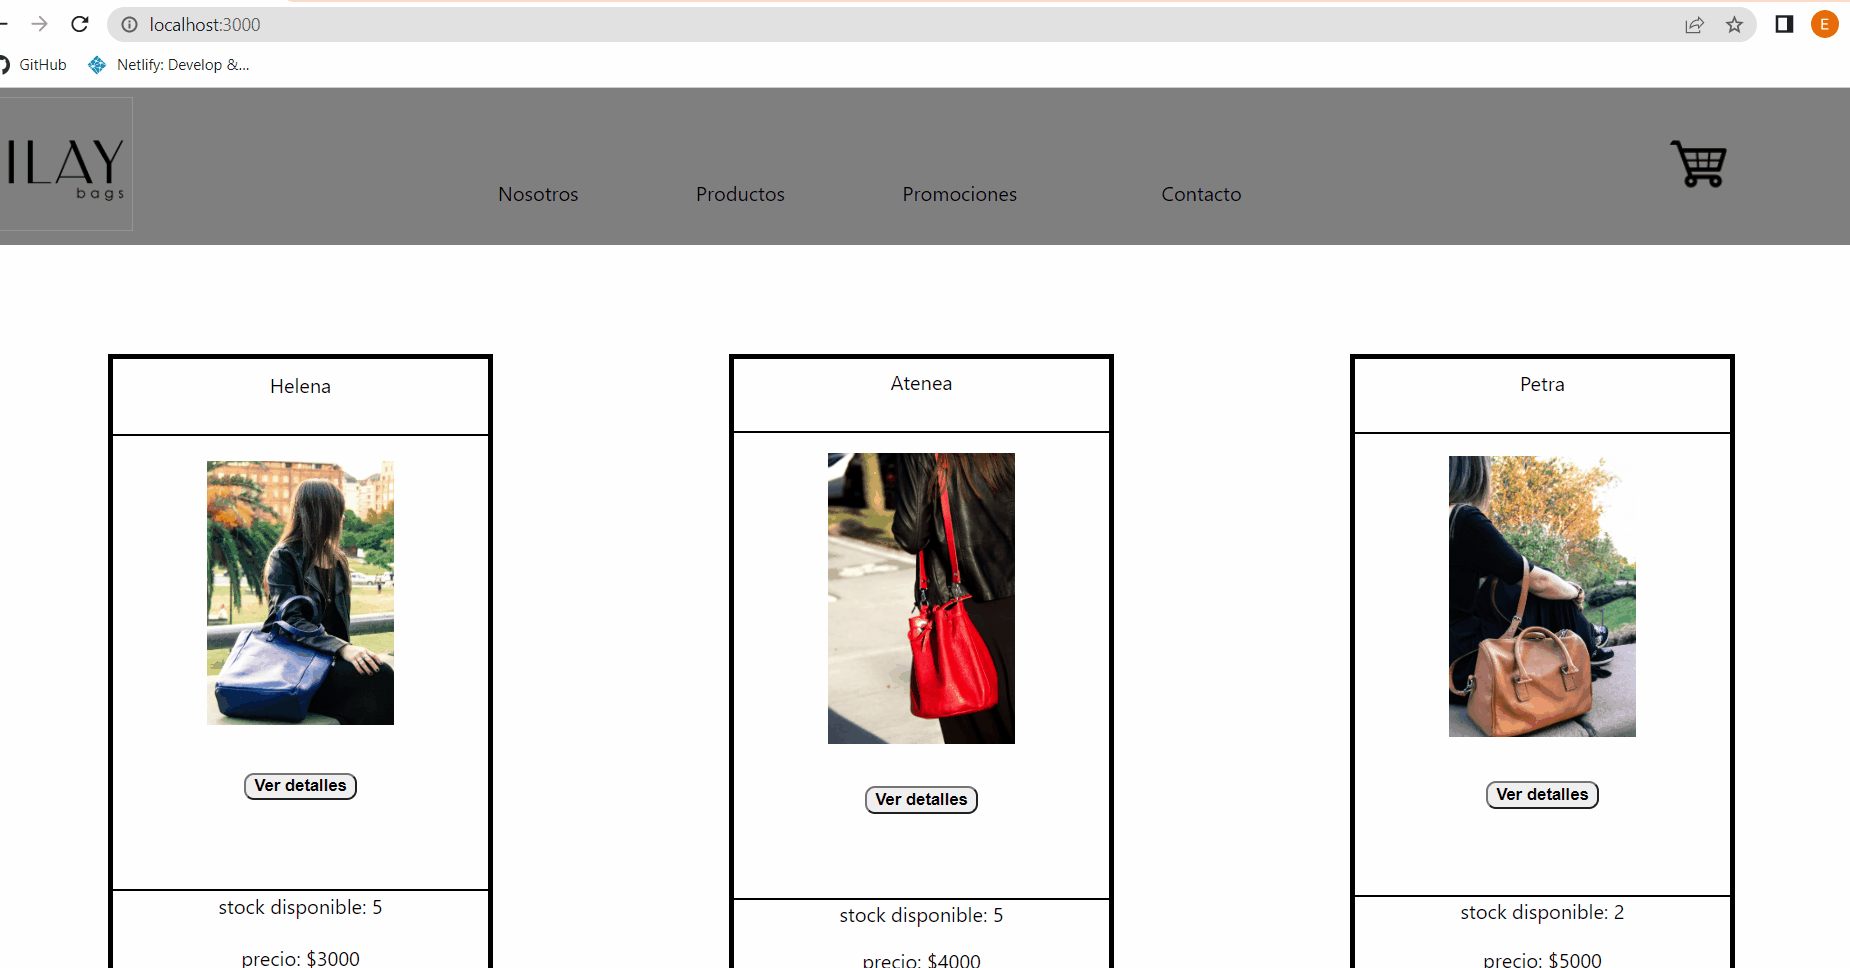 localhost:3000
E
GitHub
Netlify: Develop &...
ILAY
bags
Nosotros
Productos
Promociones
Contacto
Helena
Ver detalles
stock disponible: 5
precio: $3000
Atenea
Ver detalles
stock disponible: 5
precio: $4000
Petra
Ver detalles
stock disponible: 2
precio: $5000